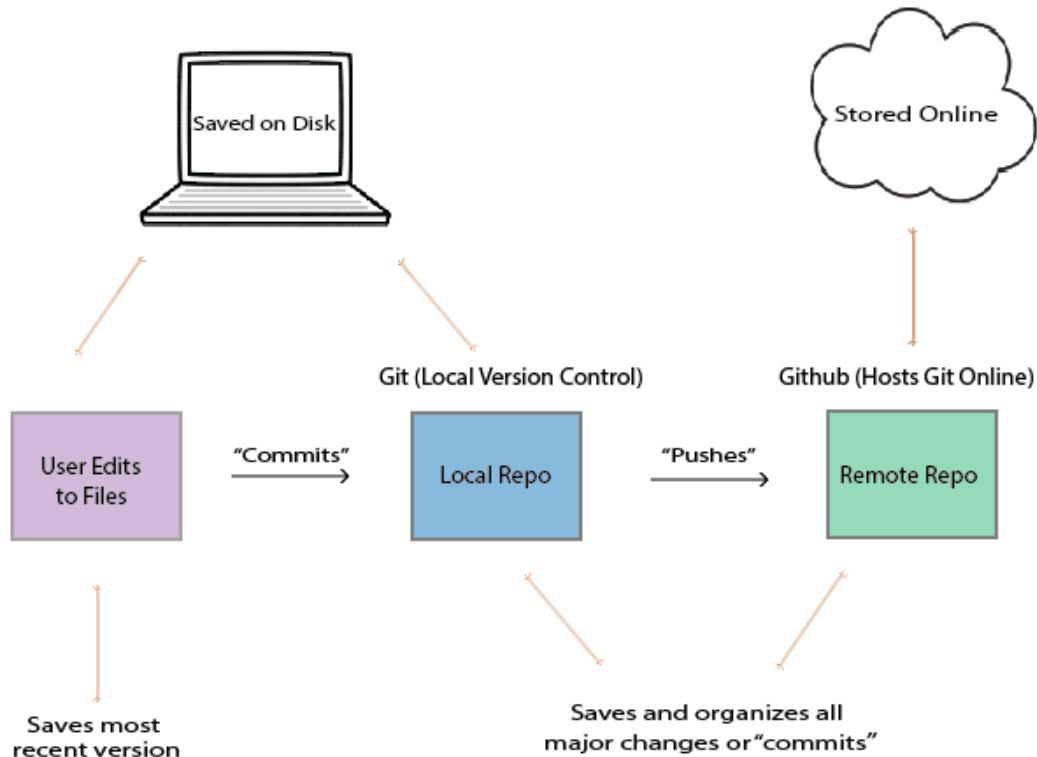 Saved on Disk
Stored Online
Git (Local Version Control)
Github (Hosts Git Online)
User Edits
to Files
“Commits”
Local Repo
“Pushes”
Remote Repo
Saves most
recent version
Saves and organizes all
major changes or “commits”